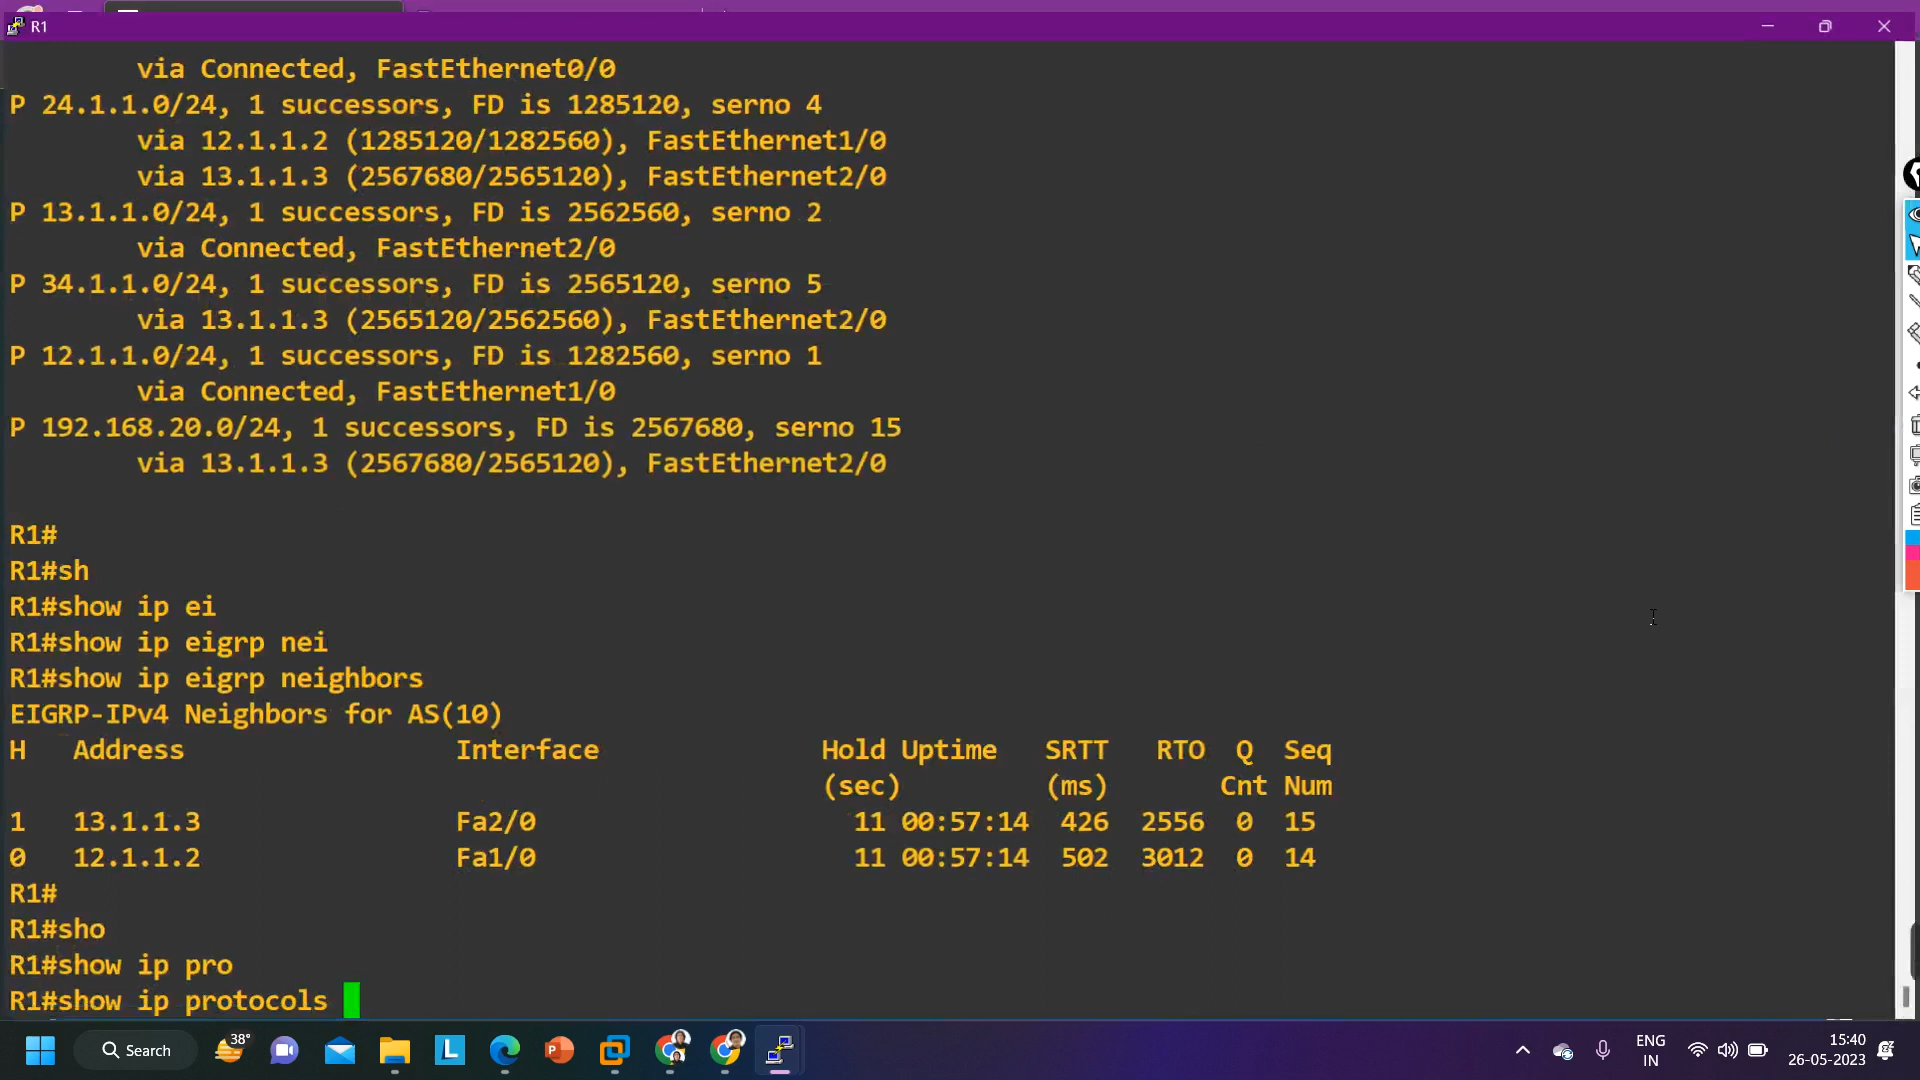 R1
via Connected, FastEthernet0/0
P 24.1.1.0/24, 1 successors, FD is 1285120, serno 4
via 12.1.1.2 (1285120/1282560), FastEthernet1/0
via 13.1.1.3 (2567680/2565120), FastEthernet2/0
P 13.1.1.0/24, 1 successors, FD is 2562560, serno 2
via Connected, FastEthernet2/0
P 34.1.1.0/24, 1 successors, FD is 2565120, serno 5
via 13.1.1.3 (2565120/2562560), FastEthernet2/0
P 12.1.1.0/24, 1 successors, FD is 1282560, serno 1
via Connected, FastEthernet1/0
P 192.168.20.0/24, 1 successors, FD is 2567680, serno 15
via 13.1.1.3 (2567680/2565120), FastEthernet2/0
R1#
R1#sh
R1#show ip ei
R1#show ip eigrp nei
R1#show ip eigrp neighbors
EIGRP-IPv4 Neighbors for AS(10)
H Address Interface Hold Uptime SRTT RTO Q Seq
(sec) (ms) Cnt Num
1 13.1.1.3 Fa2/0 11 00:57:14 426 2556 0 15
0 12.1.1.2 Fa1/0 11 00:57:14 502 3012 0 14
R1#
R1#sho
R1#show ip pro
R1#show ip protocols
Search
38°
L
P
ENG
IN
15:40
26-05-2023